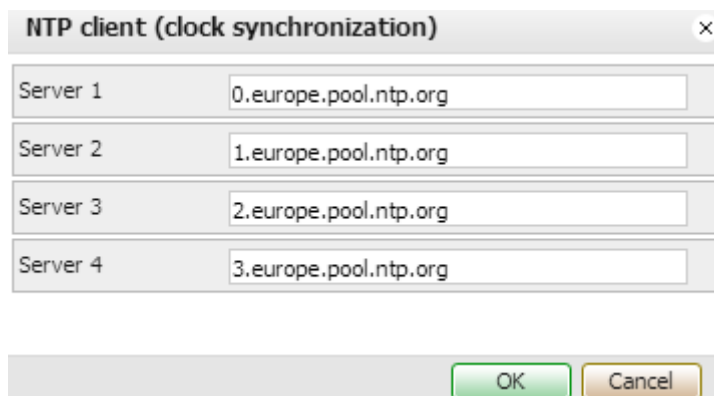 NTP client (clock synchronization)
Server 1 0.europe.pool.ntp.org
Server 2 1.europe.pool.ntp.org
Server 3 2.europe.pool.ntp.org
Server 4 3.europe.pool.ntp.org
OK Cancel